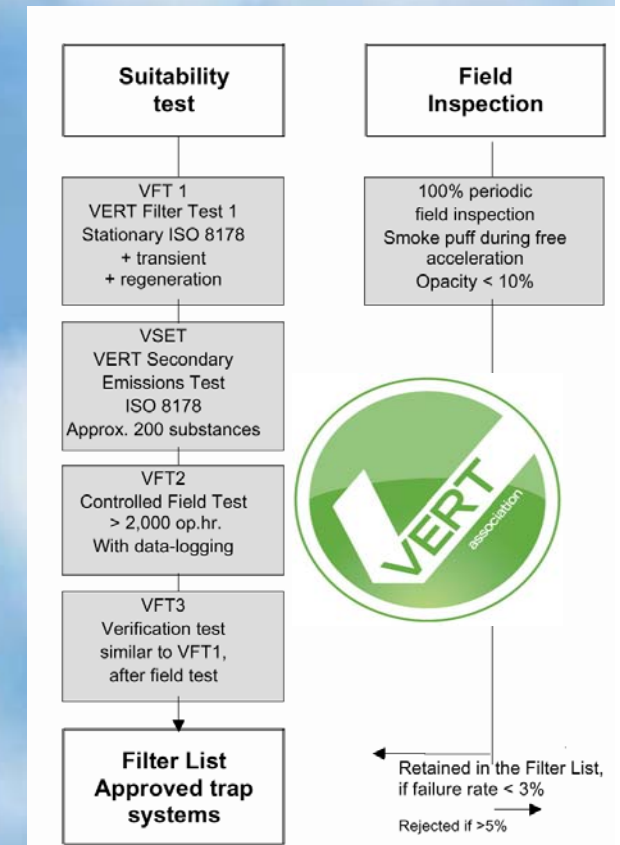 Suitability
test
VFT 1
VERT Filter Test 1
Stationary ISO 8178
+ transient
+ regeneration
VSET
VERT Secondary
Emissions Test
ISO 8178
Approx. 200 substances
VFT2
Controlled Field Test
> 2,000 op.hr.
With data-logging
VFT3
Verification test
similar to VFT1,
after field test
Filter List
Approved trap
systems
Field
Inspection
100% periodic
field inspection
Smoke puff during free
acceleration
Opacity < 10%
VERT
association
Retained in the Filter List,
if failure rate < 3%
Rejected if >5%